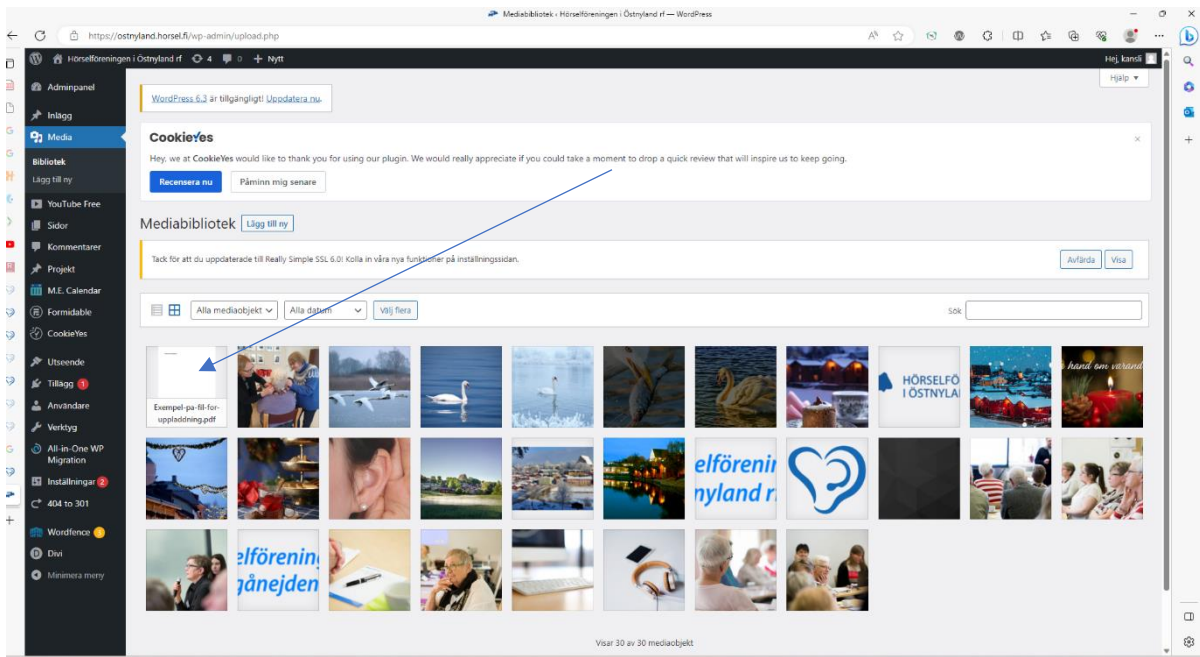 Mediabibliotek ‹ Hörselföreningen i Östnyland rf — WordPress
https://ostnyland.horsel.fi/wp-admin/upload.php
Hörselföreningen i Östnyland rf 4 0 + Nytt
Hej, kansli
Hjälp
Adminpanel
Inlägg
Media
Bibliotek
Lägg till ny
YouTube Free
Sidor
Kommentarer
Projekt
M.E. Calendar
Formidable
CookieYes
Utseende
Tillägg 1
Användare
Verktyg
All-in-One WP
Migration
Inställningar 2
404 to 301
Wordfence
Divi
Minimera meny
WordPress 6.3 är tillgängligt! Uppdatera nu.
CookieYes
Hey, we at CookieYes would like to thank you for using our plugin. We would really appreciate if you could take a moment to drop a quick review that will inspire us to keep going.
Recensera nu Påminn mig senare
Mediabibliotek Lägg till ny
Tack för att du uppdaterade till Really Simple SSL 6.0! Kolla in våra nya funktioner på inställningssidan.
Avfärda Visa
Alla mediaobjekt Alla datum Välj flera
Sök
Exempel-pa-fil-for-
uppladdning.pdf
HÖRSELFÖ
I ÖSTNYLA
hand om varand
elförenin
nyland r
elförening
gånejden
Visar 30 av 30 mediaobjekt